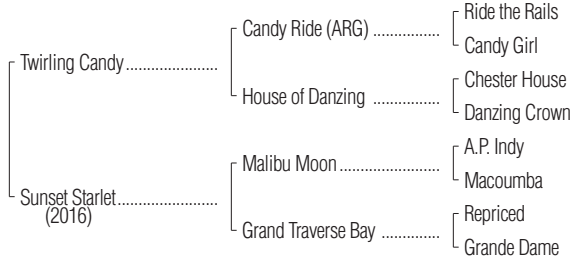 Ride the Rails
Candy Ride (ARG) ................
Candy Girl
Twirling Candy ......................
Chester House
House of Danzing ................
Danzing Crown
A.P. Indy
Malibu Moon ........................
Macoumba
Sunset Starlet ........................
(2016)
Repriced
Grand Traverse Bay ..............
Grande Dame